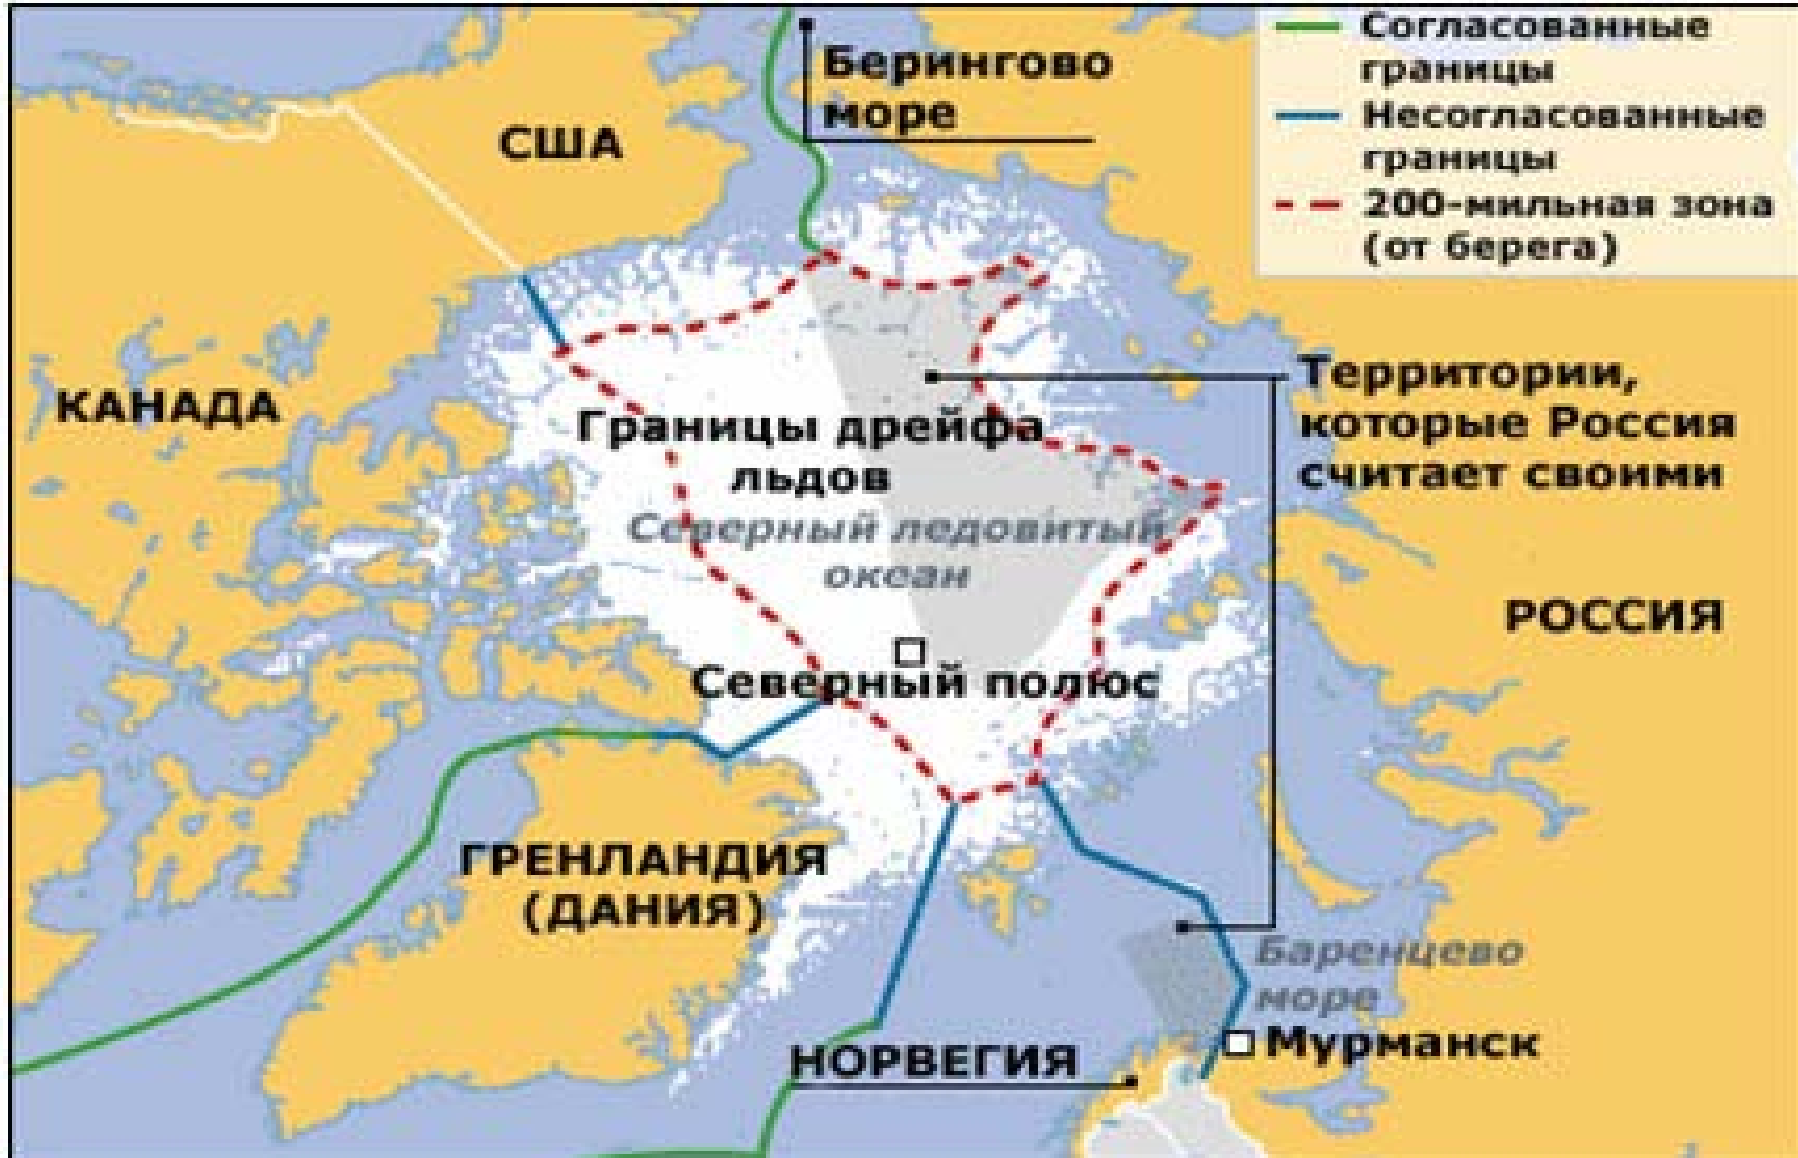 Согласованные
границы
Несогласованные
границы
200-мильная зона
(от берега)
Берингово
море
США
КАНАДА
Территории,
которые Россия
считает своими
Границы дрейфа
льдов
Северный ледовитый
океан
РОССИЯ
Северный полюс
ГРЕНЛАНДИЯ
(ДАНИЯ)
Баренцево
море
Мурманск
НОРВЕГИЯ